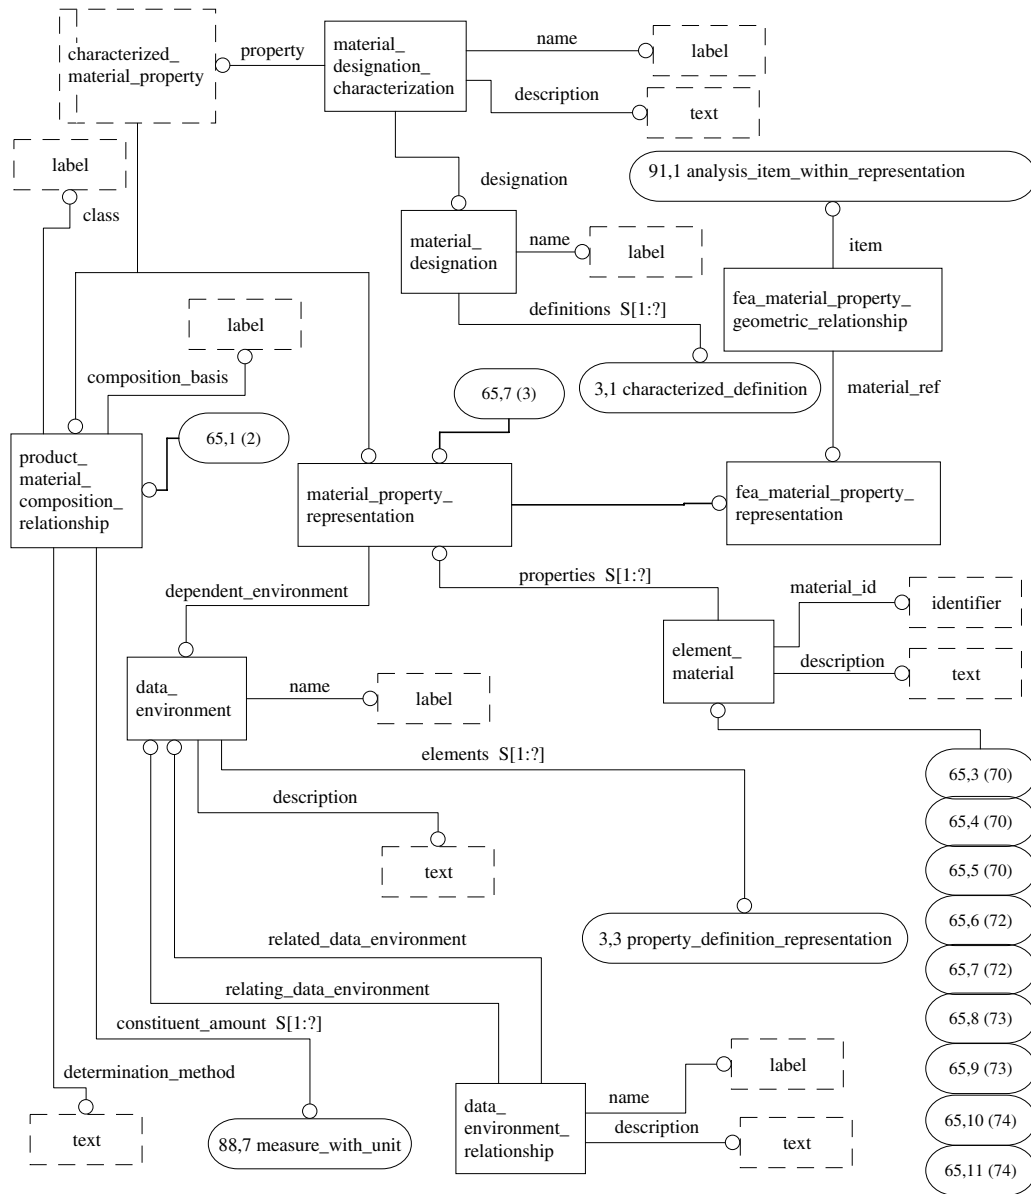 characterized_
material_property
property
material_
designation_
characterization
name
label
description
text
label
class
designation
91,1 analysis_item_within_representation
item
material_
designation
name
label
fea_material_property_
geometric_relationship
definitions S[1:?]
label
composition_basis
65,7 (3)
3,1 characterized_definition
material_ref
65,1 (2)
product_
material_
composition_
relationship
material_property_
representation
fea_material_property_
representation
properties S[1:?]
dependent_environment
material_id
identifier
element_
material
description
text
data_
environment
name
label
elements S[1:?]
description
text
65,3 (70)
65,4 (70)
65,5 (70)
65,6 (72)
65,7 (72)
65,8 (73)
65,9 (73)
65,10 (74)
65,11 (74)
3,3 property_definition_representation
related_data_environment
relating_data_environment
constituent_amount S[1:?]
determination_method
text
88,7 measure_with_unit
data_
environment_
relationship
name
label
description
text